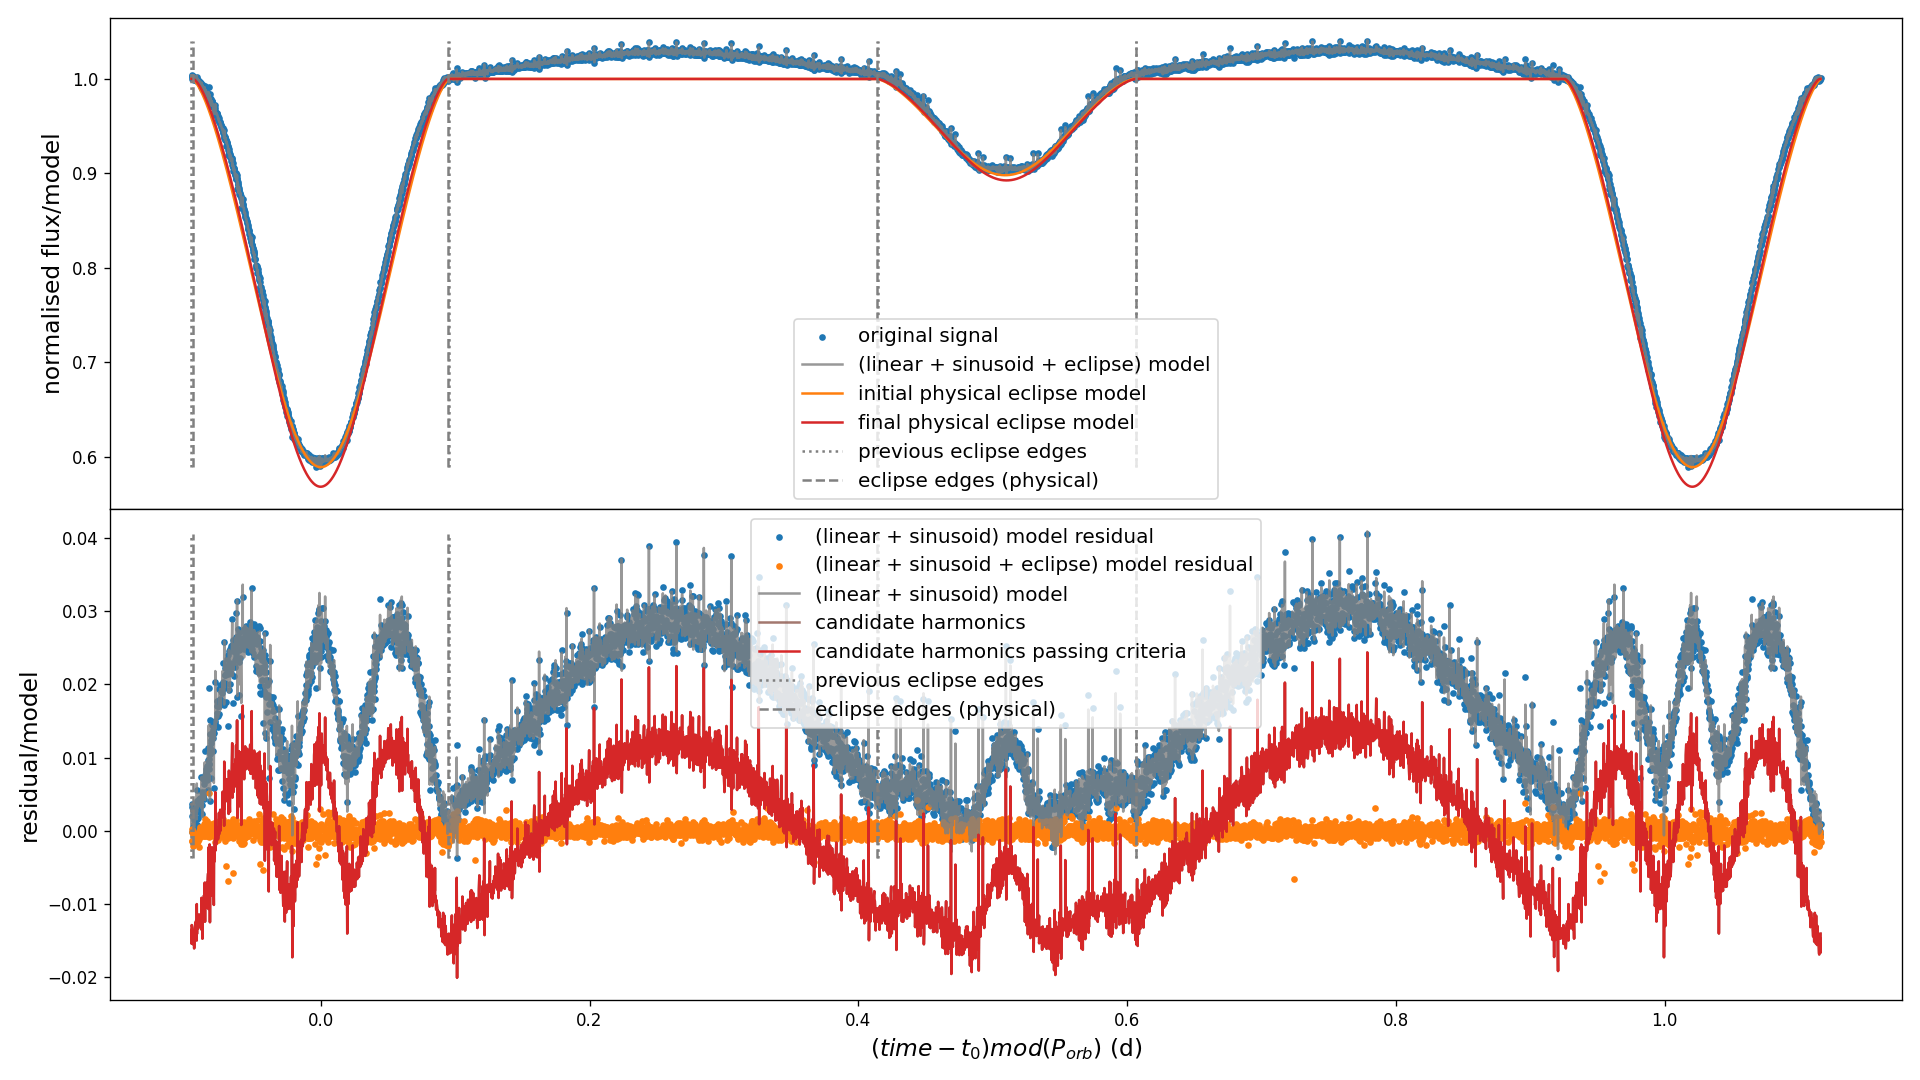 normalised flux/model
1.0
0.9
0.8
0.7
0.6
original signal
(linear + sinusoid + eclipse) model
initial physical eclipse model
final physical eclipse model
previous eclipse edges
eclipse edges (physical)
residual/model
0.04
0.03
0.02
0.01
0.00
−0.01
−0.02
(linear + sinusoid) model residual
(linear + sinusoid + eclipse) model residual
(linear + sinusoid) model
candidate harmonics
candidate harmonics passing criteria
previous eclipse edges
eclipse edges (physical)
0.0 0.2 0.4 0.6 0.8 1.0
(time − t₀)mod(Pₒᵣb) (d)